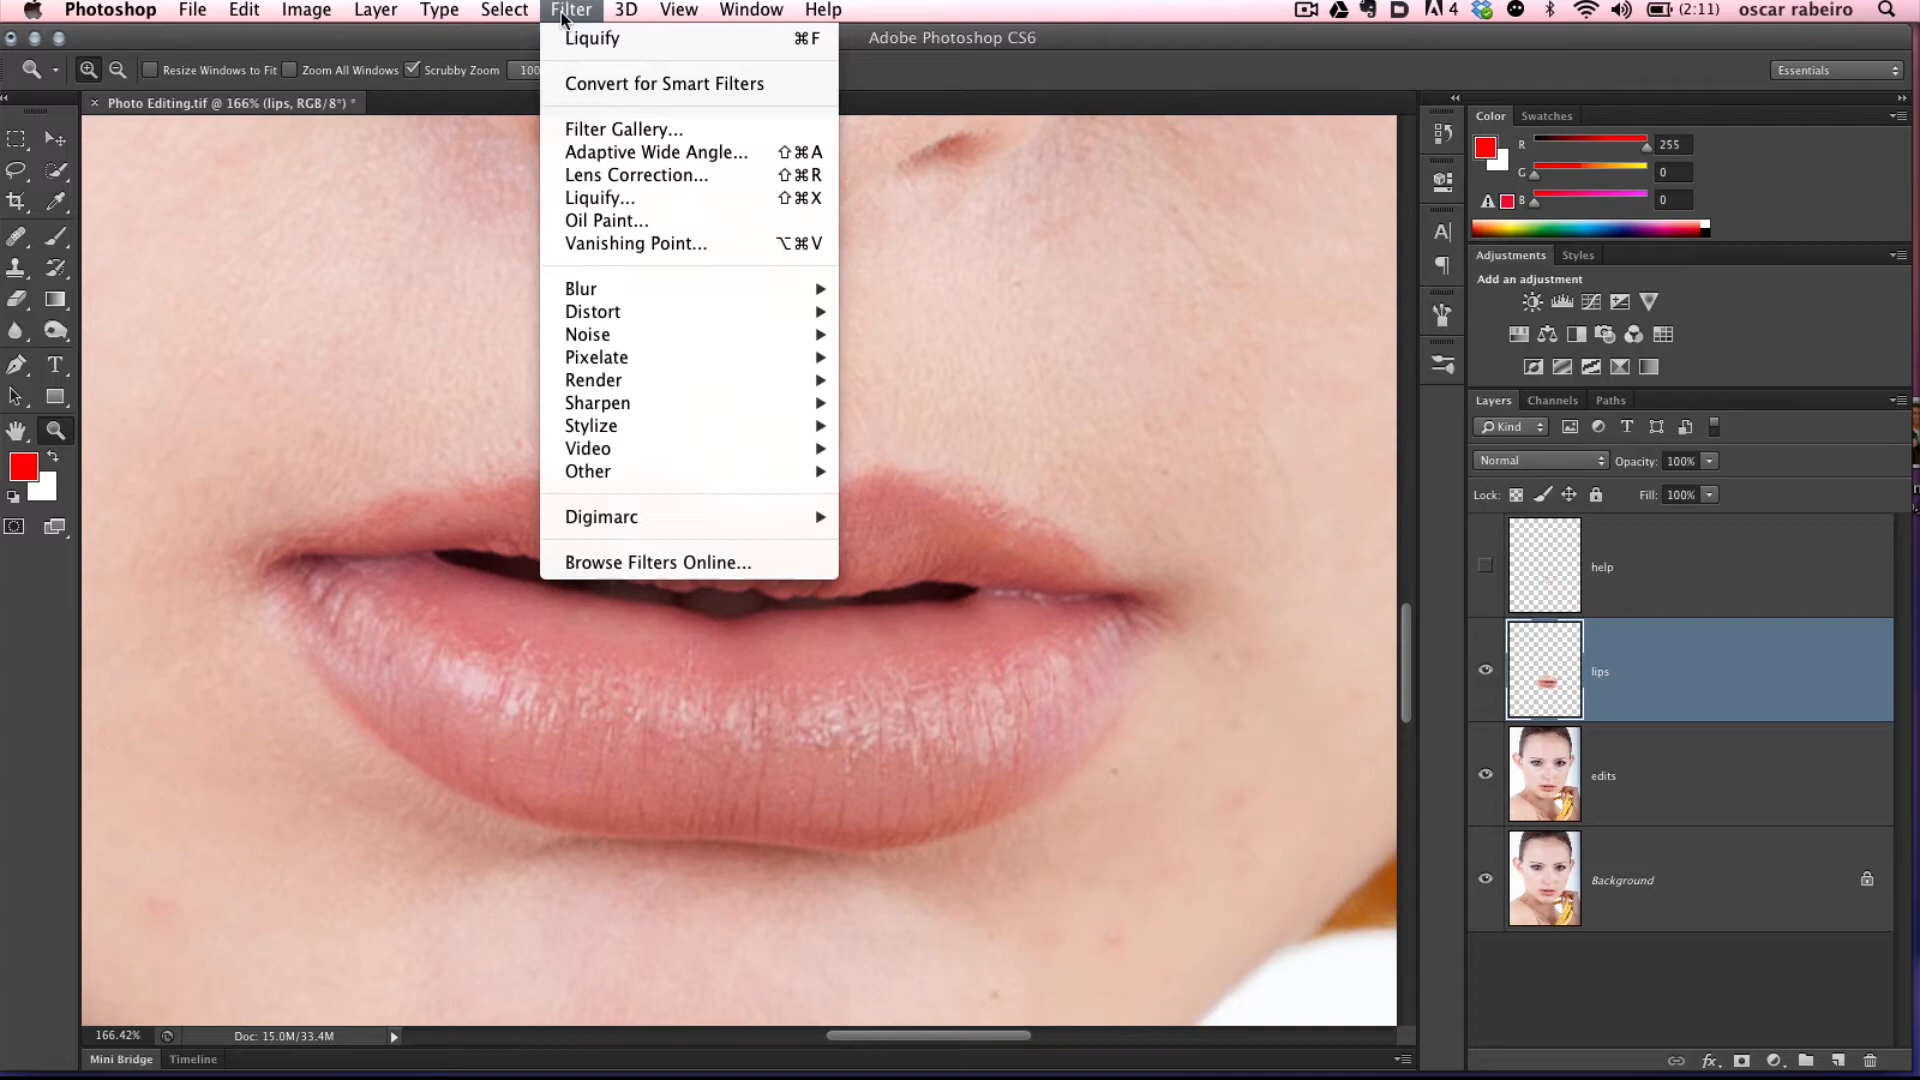 Photoshop File Edit Image Layer Type Select Filter 3D View Window Help 4 (2:11) oscar rabeiro
Adobe Photoshop CS6
Resize Windows to Fit Zoom All Windows Scrubby Zoom 100
Essentials
Photo Editing.tif @ 166% (lips, RGB/8*) *
Liquify ⌘F
Convert for Smart Filters
Filter Gallery...
Adaptive Wide Angle... ⇧⌘A
Lens Correction... ⇧⌘R
Liquify... ⇧⌘X
Oil Paint...
Vanishing Point... ⌥⌘V
Blur
Distort
Noise
Pixelate
Render
Sharpen
Stylize
Video
Other
Digimarc
Browse Filters Online...
Color Swatches
R 255
G 0
B 0
Adjustments Styles
Add an adjustment
Layers Channels Paths
Kind
Normal Opacity: 100%
Lock: Fill: 100%
help
lips
edits
Background
166.42% Doc: 15.0M/33.4M
Mini Bridge Timeline